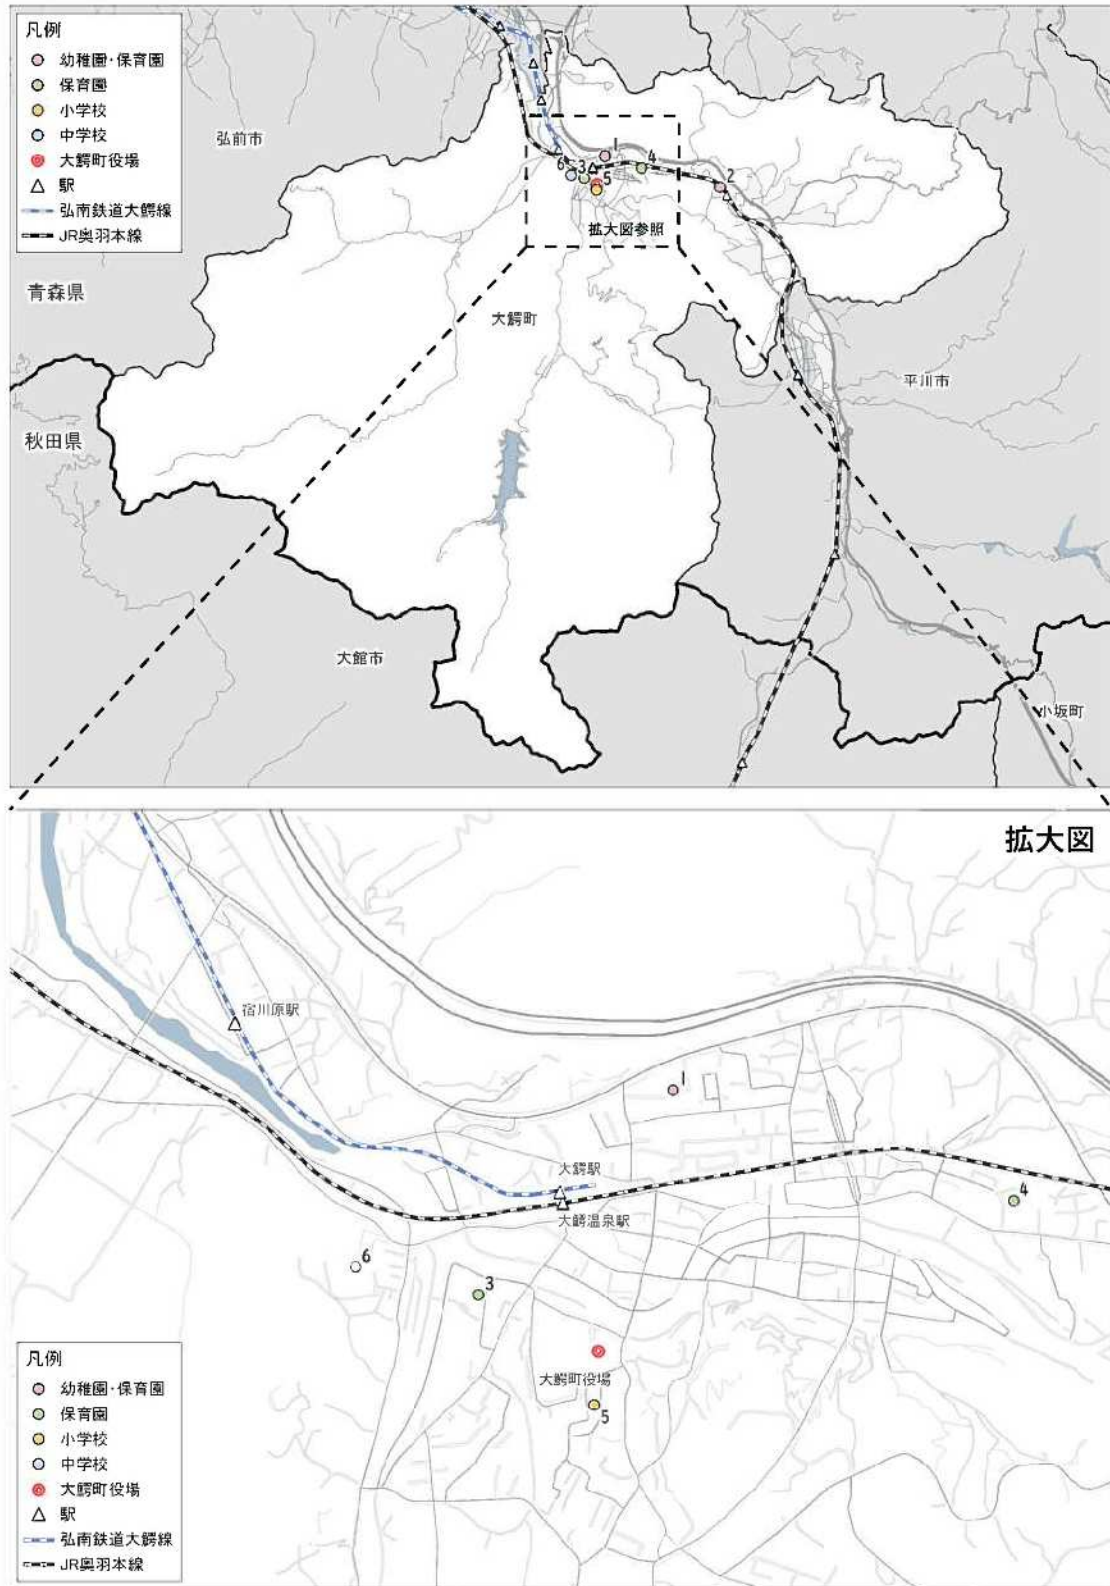 凡例
幼稚園・保育園
保育園
小学校
中学校
大鰐町役場
駅
弘南鉄道大鰐線
JR奥羽本線
弘前市
1
6
3
4
5
2
拡大図参照
青森県
大鰐町
平川市
秋田県
大館市
小坂町
拡大図
宿川原駅
1
大鰐駅
4
大鰐温泉駅
6
3
大鰐町役場
5
凡例
幼稚園・保育園
保育園
小学校
中学校
大鰐町役場
駅
弘南鉄道大鰐線
JR奥羽本線